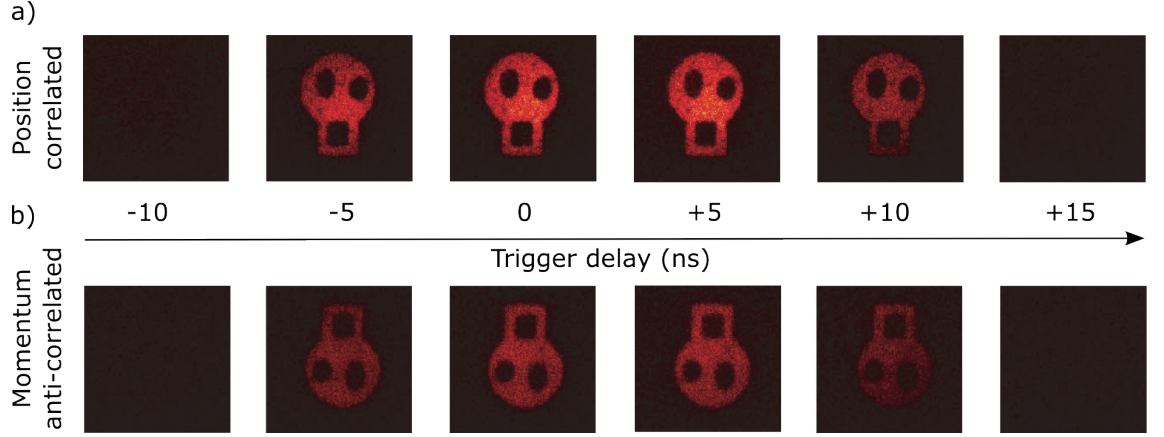 a)
Position
correlated
-10 -5 0 +5 +10 +15
b)
Trigger delay (ns)
Momentum
anti-correlated